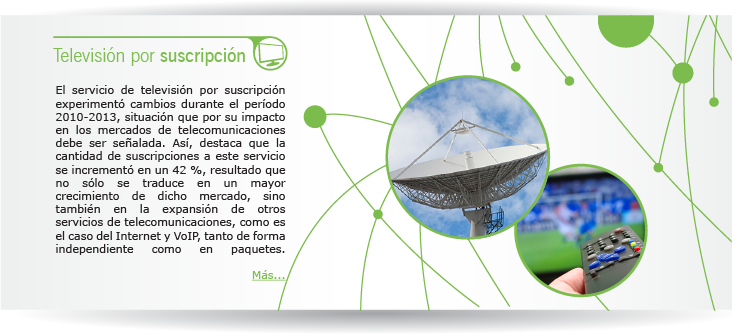 Televisión por suscripción
El servicio de televisión por suscripción
experimentó cambios durante el período
2010-2013, situación que por su impacto
en los mercados de telecomunicaciones
debe ser señalada. Así, destaca que la
cantidad de suscripciones a este servicio
se incrementó en un 42 %, resultado que
no sólo se traduce en un mayor
crecimiento de dicho mercado, sino
también en la expansión de otros
servicios de telecomunicaciones, como es
el caso del Internet y VoIP, tanto de forma
independiente como en paquetes.
Más...